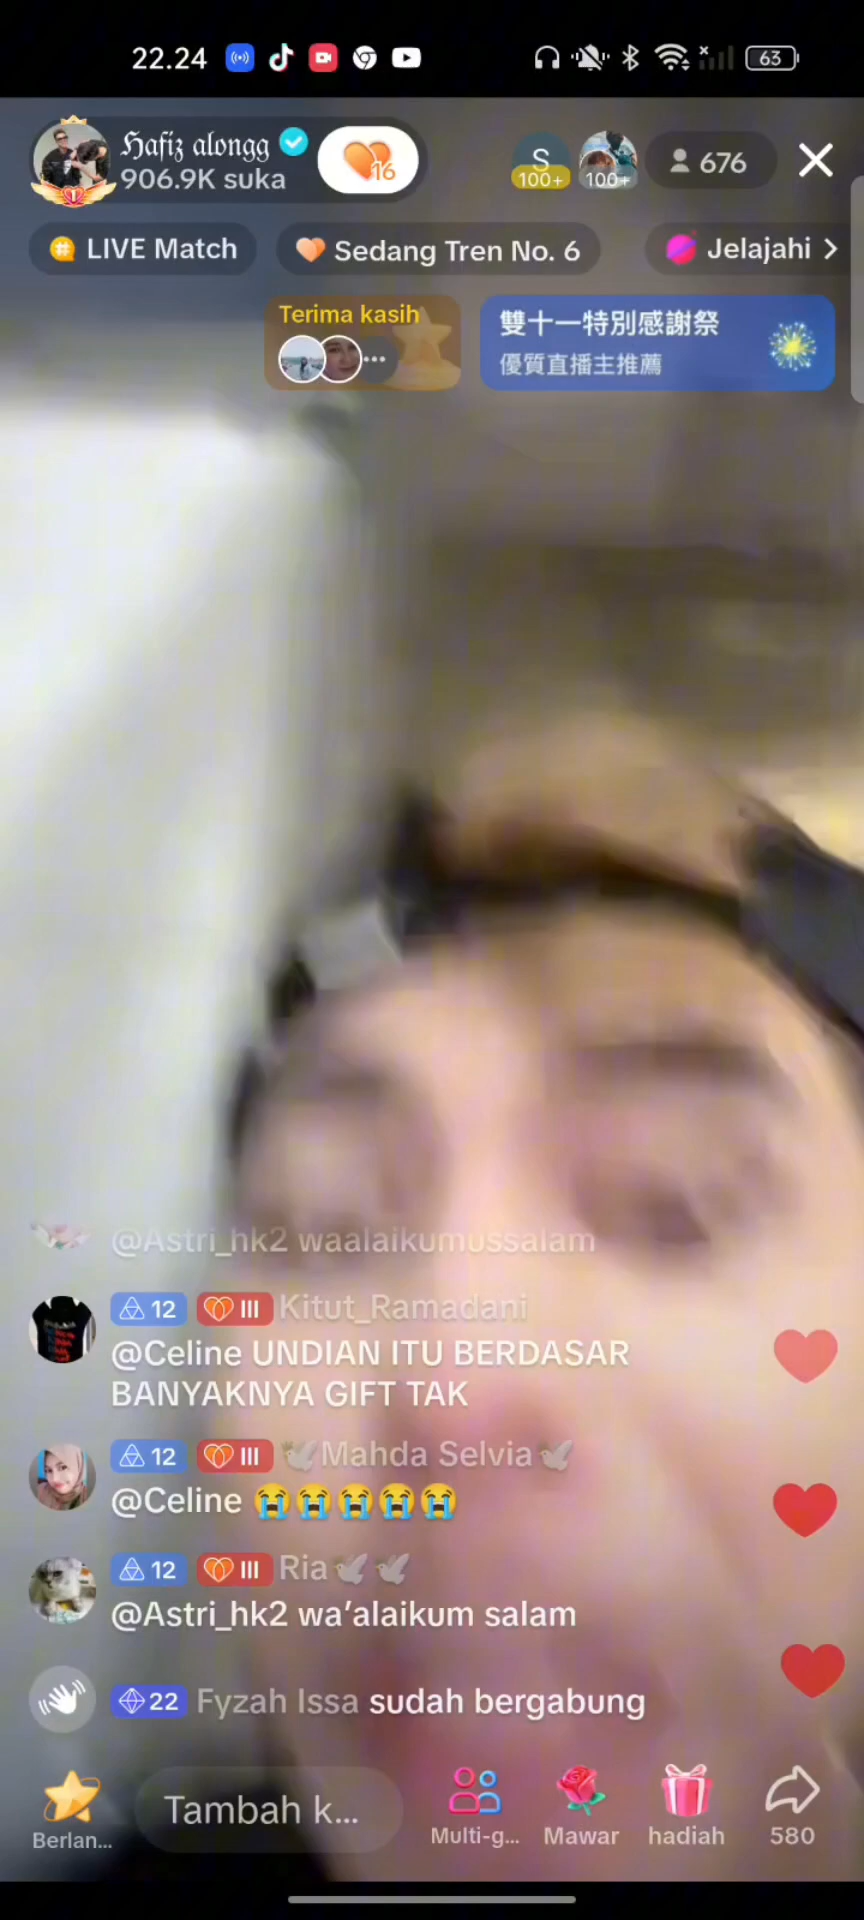 22.24
63
ℌafiz alongg
906.9K suka
16
S
100+
100+
676
LIVE Match
Sedang Tren No. 6
Jelajahi
Terima kasih
雙十一特別感謝祭
優質直播主推薦
@Astri_hk2 waalaikumussalam
12 III Kitut_Ramadani
@Celine UNDIAN ITU BERDASAR
BANYAKNYA GIFT TAK
12 III 🕊️Mahda Selvia🕊️
@Celine 😭😭😭😭😭
12 III Ria🕊️🕊️
@Astri_hk2 wa’alaikum salam
22 Fyzah Issa sudah bergabung
Berlan...
Tambah k...
Multi-g...
Mawar
hadiah
580